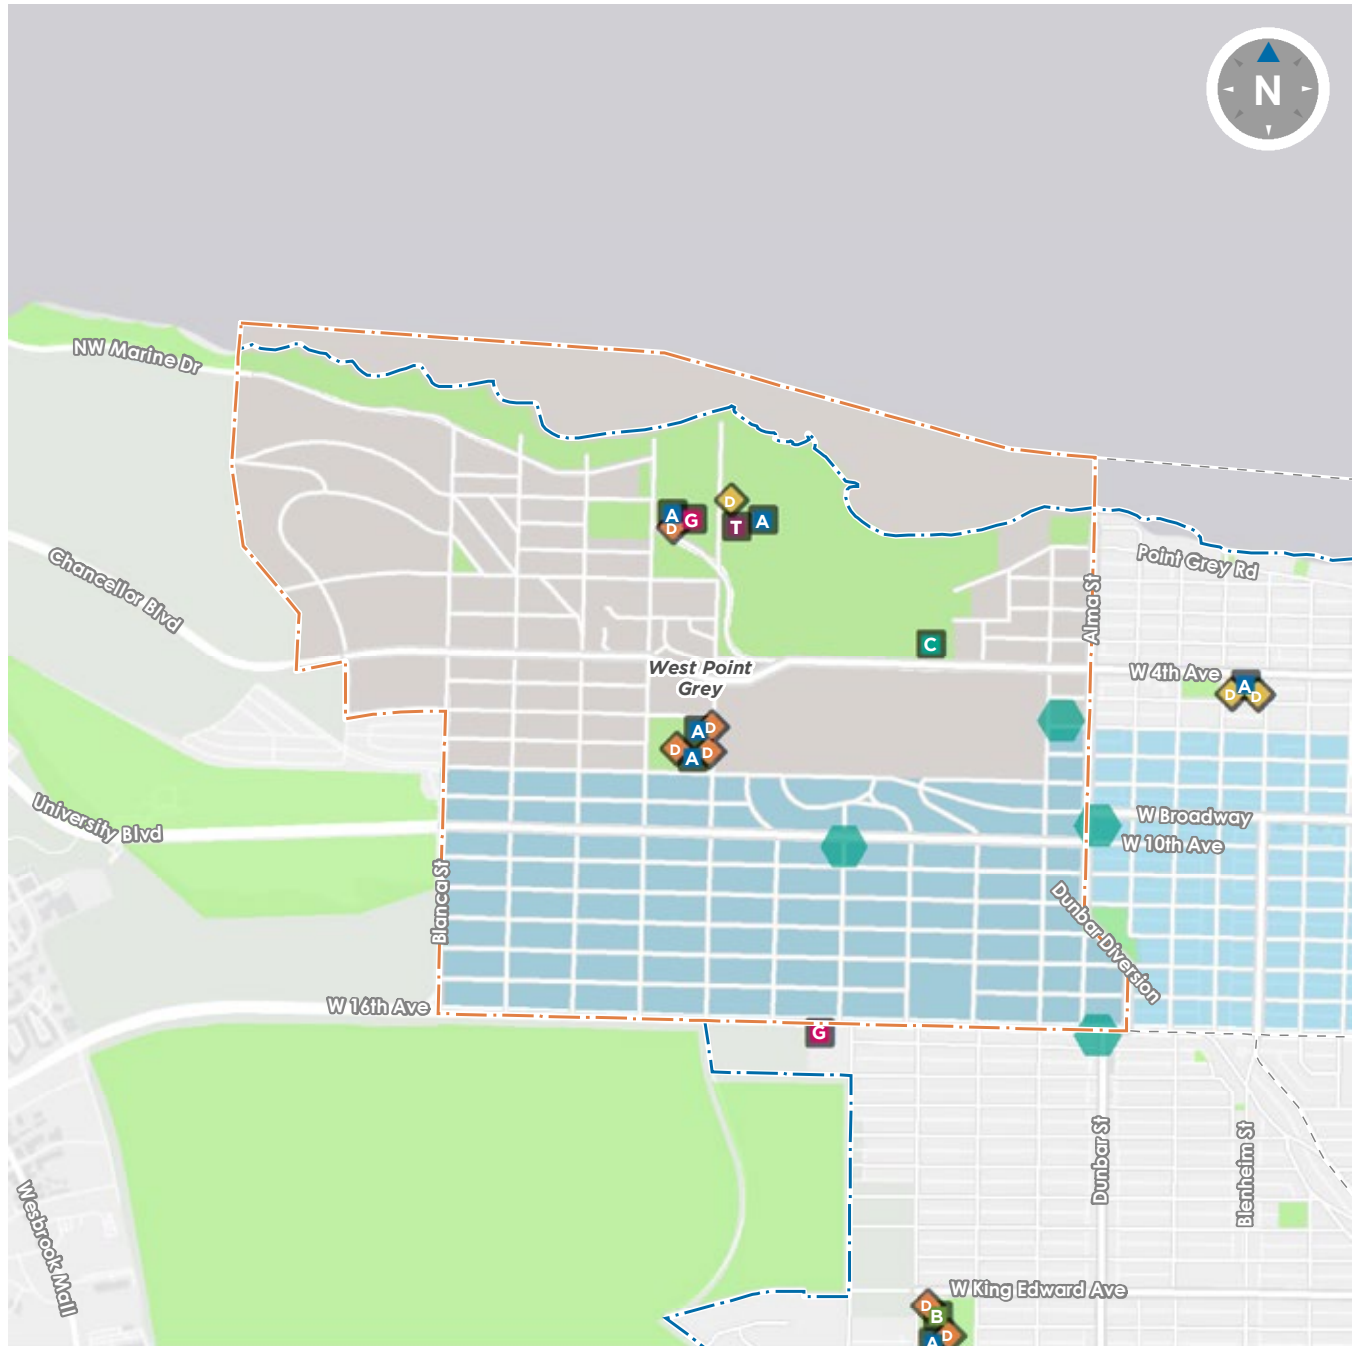 N
NW Marine Dr
D
A
G
D
T
A
Point Grey Rd
Chancellor Blvd
Alma St
C
West Point
Grey
W 4th Ave
A
D
D
A
D
D
D
A
University Blvd
W Broadway
W 10th Ave
Blanca St
Dunbar Diversion
W 16th Ave
G
Dunbar St
Blenheim St
Wesbrook Mall
W King Edward Ave
D
B
D
A